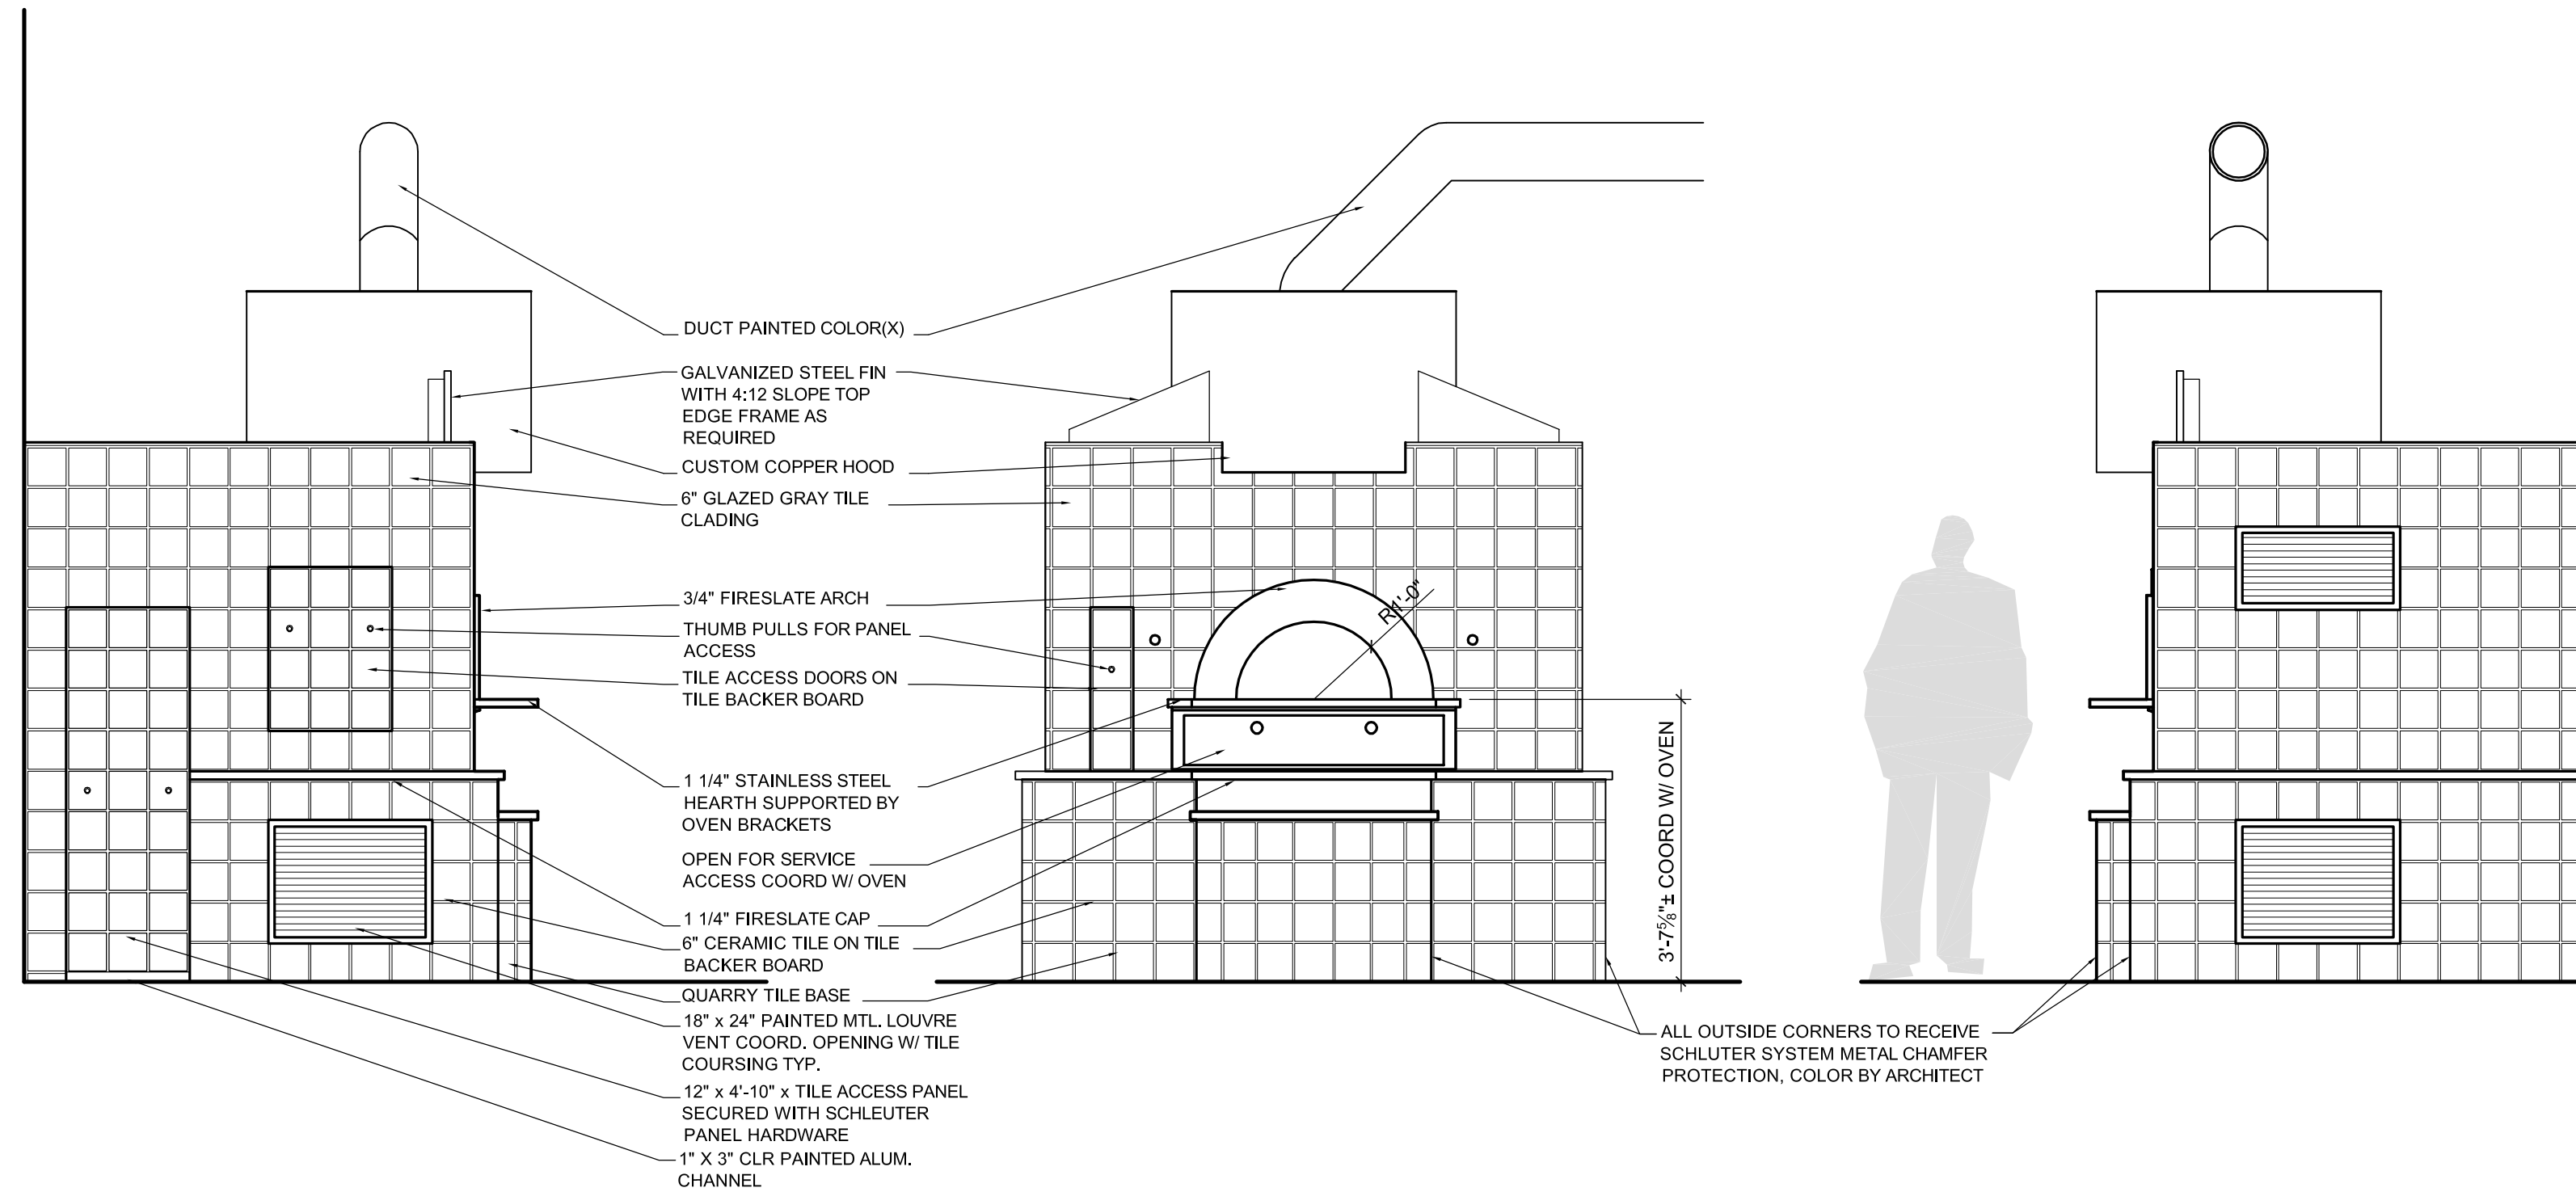 DUCT PAINTED COLOR(X)
GALVANIZED STEEL FIN
WITH 4:12 SLOPE TOP
EDGE FRAME AS
REQUIRED
CUSTOM COPPER HOOD
6" GLAZED GRAY TILE
CLADING
3/4" FIRESLATE ARCH
THUMB PULLS FOR PANEL
ACCESS
TILE ACCESS DOORS ON
TILE BACKER BOARD
1 1/4" STAINLESS STEEL
HEARTH SUPPORTED BY
OVEN BRACKETS
OPEN FOR SERVICE
ACCESS COORD W/ OVEN
1 1/4" FIRESLATE CAP
6" CERAMIC TILE ON TILE
BACKER BOARD
QUARRY TILE BASE
18" x 24" PAINTED MTL. LOUVRE
VENT COORD. OPENING W/ TILE
COURSING TYP.
12" x 4'-10" x TILE ACCESS PANEL
SECURED WITH SCHLEUTER
PANEL HARDWARE
1" X 3" CLR PAINTED ALUM.
CHANNEL
R1'-0"
3'-7⅝"± COORD W/ OVEN
ALL OUTSIDE CORNERS TO RECEIVE
SCHLUTER SYSTEM METAL CHAMFER
PROTECTION, COLOR BY ARCHITECT